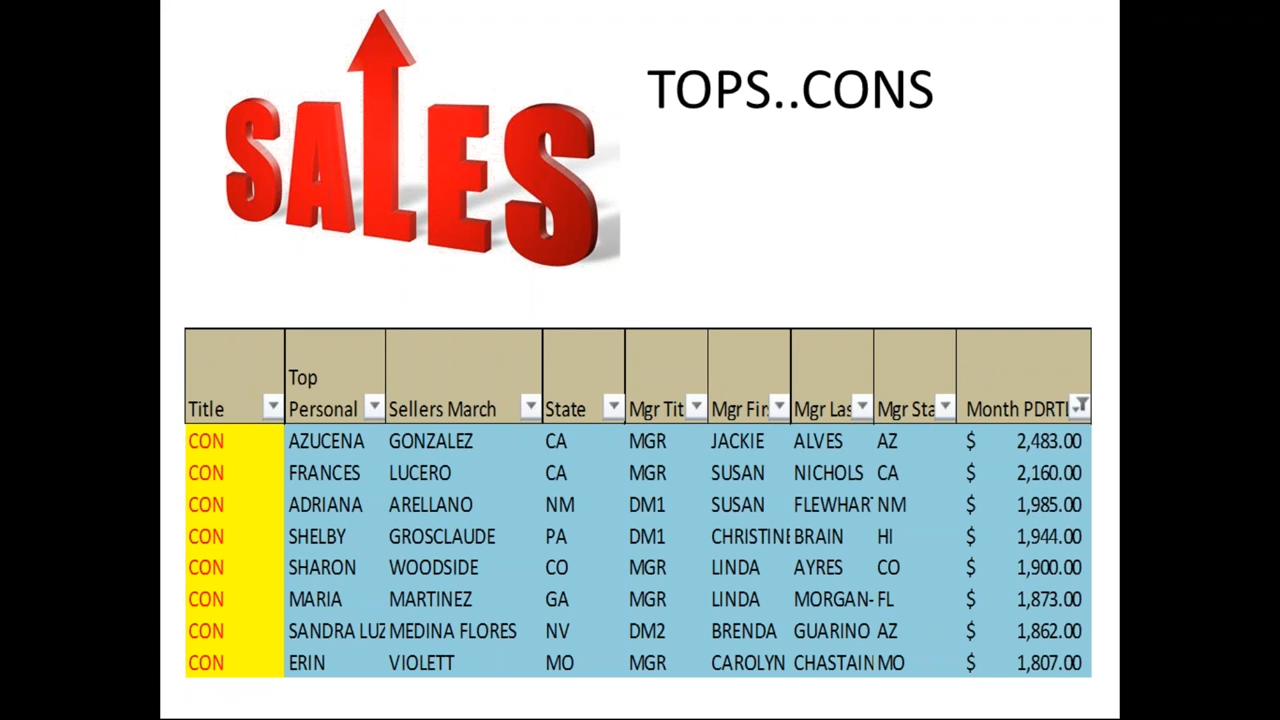 SALES
TOPS..CONS
Top
Title Personal Sellers March State Mgr Tit Mgr Fir Mgr Las Mgr Sta Month PDRTL
CON AZUCENA GONZALEZ CA MGR JACKIE ALVES AZ $ 2,483.00
CON FRANCES LUCERO CA MGR SUSAN NICHOLS CA $ 2,160.00
CON ADRIANA ARELLANO NM DM1 SUSAN FLEWHART NM $ 1,985.00
CON SHELBY GROSCLAUDE PA DM1 CHRISTINE BRAIN HI $ 1,944.00
CON SHARON WOODSIDE CO MGR LINDA AYRES CO $ 1,900.00
CON MARIA MARTINEZ GA MGR LINDA MORGAN- FL $ 1,873.00
CON SANDRA LUZ MEDINA FLORES NV DM2 BRENDA GUARINO AZ $ 1,862.00
CON ERIN VIOLETT MO MGR CAROLYN CHASTAIN MO $ 1,807.00